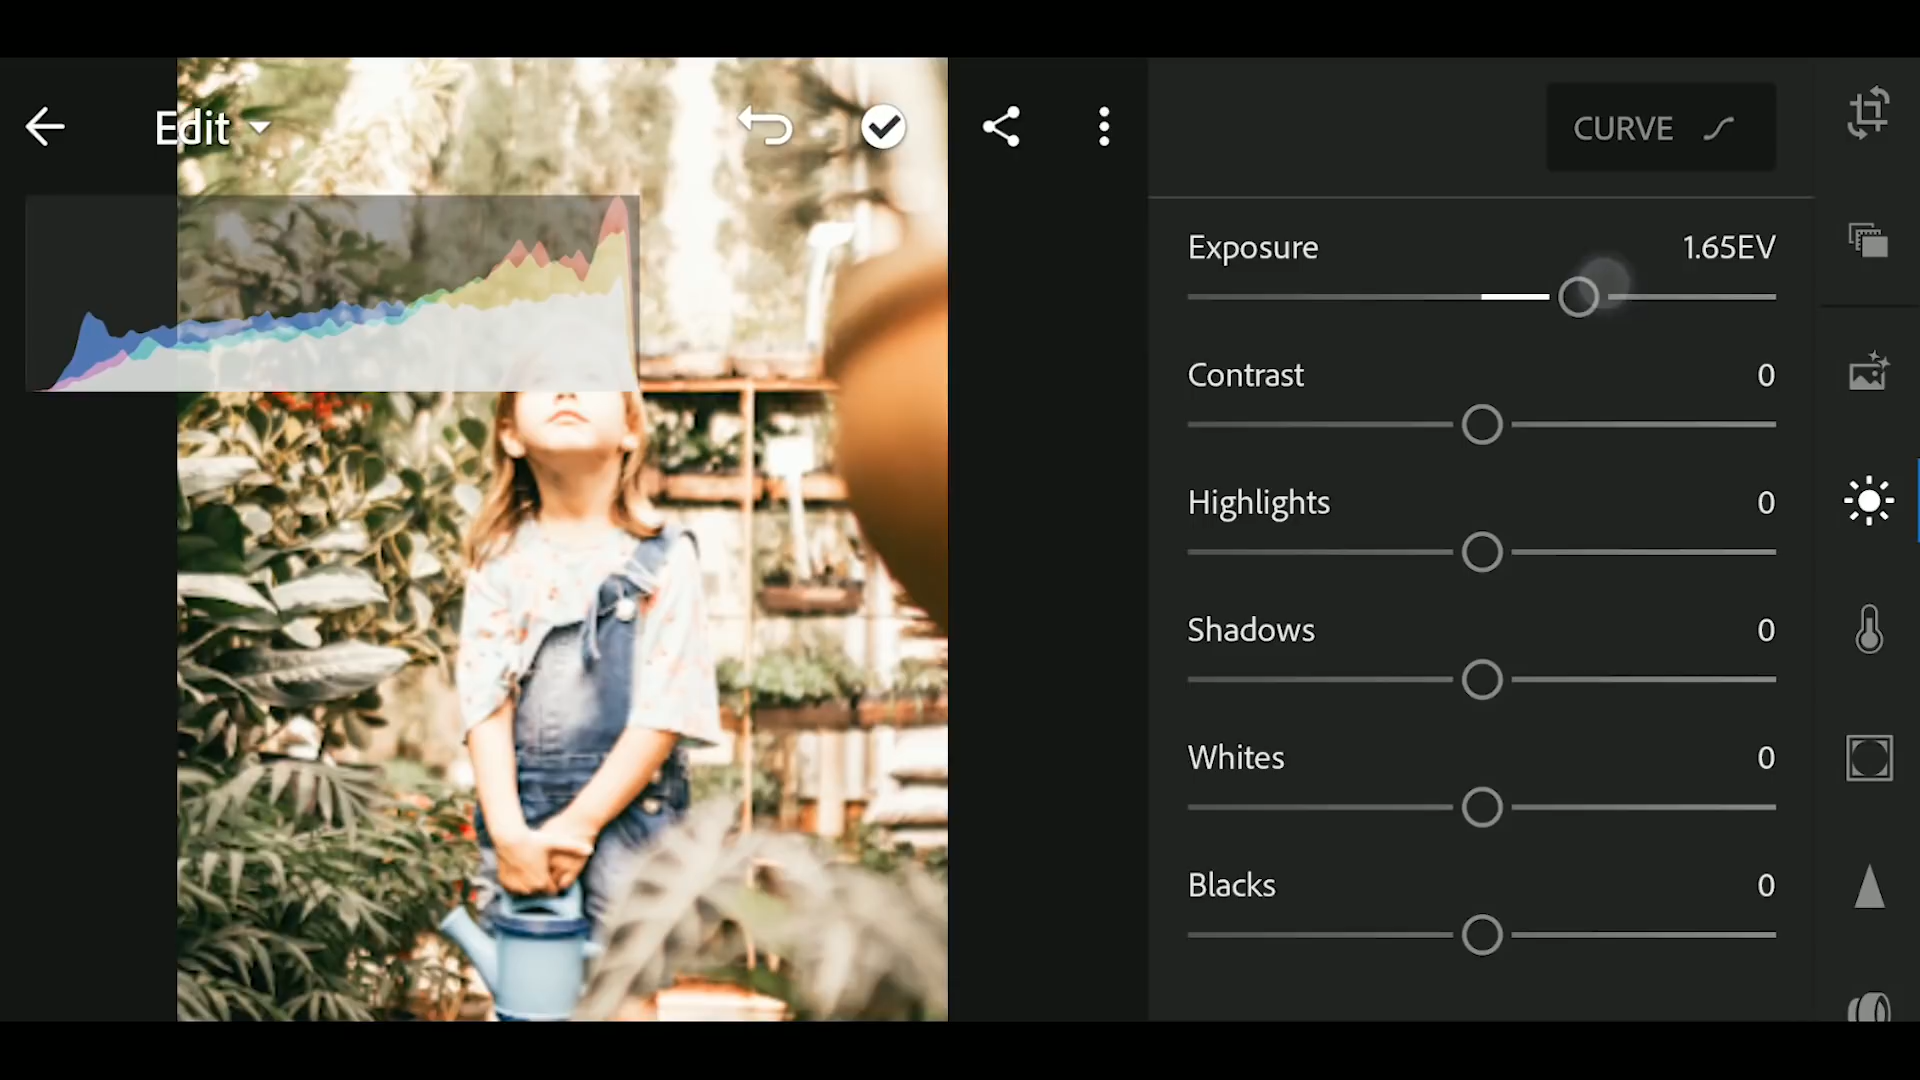 Edit
CURVE
Exposure 1.65EV
Contrast 0
Highlights 0
Shadows 0
Whites 0
Blacks 0